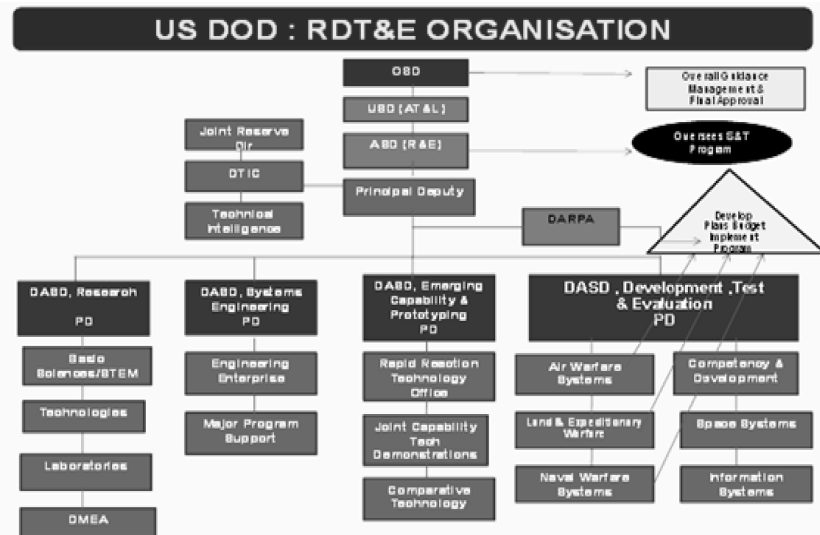 US DOD : RDT&E ORGANISATION
OSD
Overall Guidance
Management &
Final Approval
USD (AT&L)
Joint Reserve
Dir
ASD (R&E)
Oversees S&T
Program
DTIC
Principal Deputy
Technical
Intelligence
DARPA
Develop
Plans Budget
Implement
Program
DASD, Research
PD
DASD, Systems
Engineering
PD
DASD, Emerging
Capability &
Prototyping
PD
DASD , Development ,Test
& Evaluation
PD
Basic
Sciences/STEM
Engineering
Enterprise
Rapid Reaction
Technology
Office
Air Warfare
Systems
Competency &
Development
Technologies
Major Program
Support
Joint Capability
Tech
Demonstrations
Land & Expeditionary
Warfare
Space Systems
Laboratories
Comparative
Technology
Naval Warfare
Systems
Information
Systems
DMEA